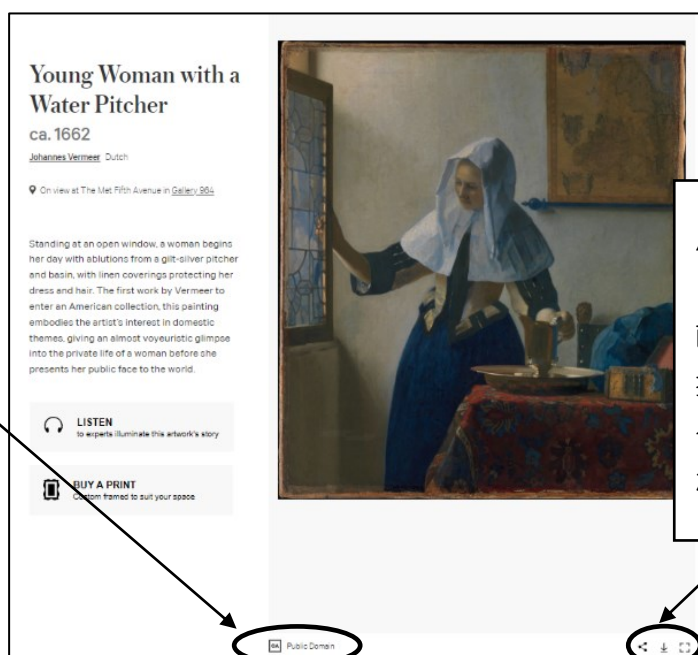 Young Woman with a
Water Pitcher
ca. 1662
Johannes Vermeer Dutch
On view at The Met Fifth Avenue in Gallery 964
Standing at an open window, a woman begins
her day with ablutions from a gilt-silver pitcher
and basin, with linen coverings protecting her
dress and hair. The first work by Vermeer to
enter an American collection, this painting
embodies the artist's interest in domestic
themes, giving an almost voyeuristic glimpse
into the private life of a woman before she
presents her public face to the world.
LISTEN
to experts illuminate this artwork's story
BUY A PRINT
Custom framed to suit your space
OA Public Domain